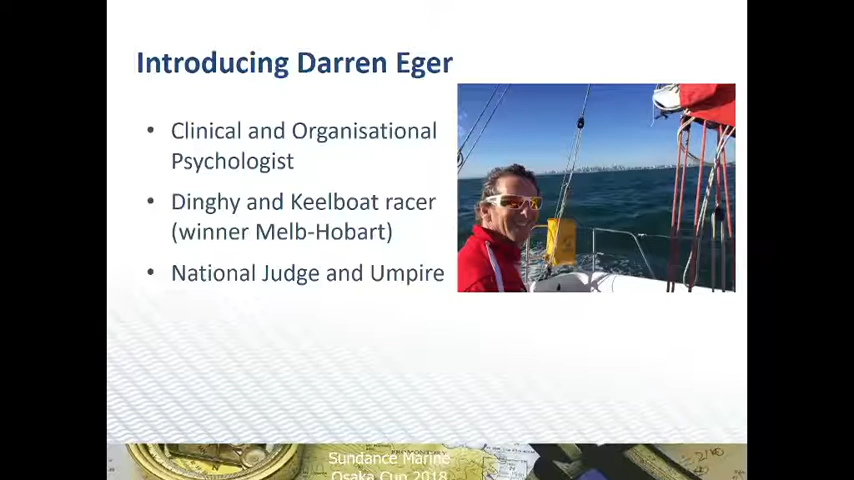 Introducing Darren Eger
• Clinical and Organisational
Psychologist
• Dinghy and Keelboat racer
(winner Melb-Hobart)
• National Judge and Umpire
Sundance Marine
Osaka Cup 2018